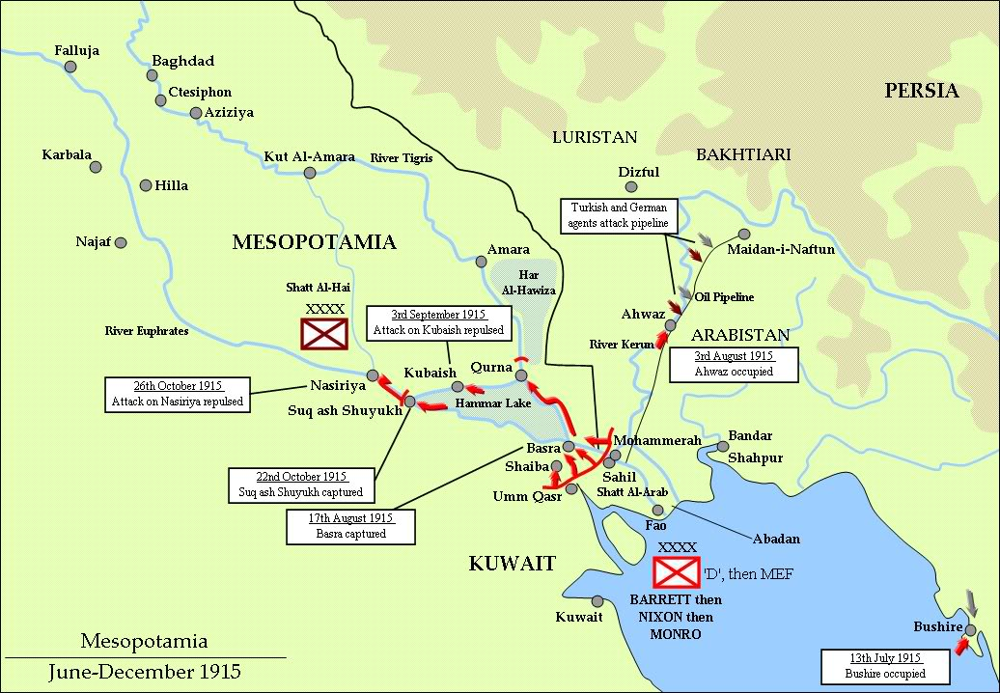 Falluja
Baghdad
Ctesiphon
Aziziya
PERSIA
LURISTAN
BAKHTIARI
Karbala
Kut Al-Amara
River Tigris
Dizful
Hilla
Turkish and German
agents attack pipeline
Najaf
MESOPOTAMIA
Amara
Maidan-i-Naftun
Har
Al-Hawiza
Shatt Al-Hai
XXXX
Oil Pipeline
3rd September 1915
Attack on Kubaish repulsed
Ahwaz
River Euphrates
River Kerun
ARABISTAN
3rd August 1915
Ahwaz occupied
Kubaish
Qurna
26th October 1915
Attack on Nasiriya repulsed
Nasiriya
Suq ash Shuyukh
Hammar Lake
Basra
Mohammerah
Bandar
Shahpur
Shaiba
Sahil
22nd October 1915
Suq ash Shuyukh captured
Umm Qasr
Shatt Al-Arab
17th August 1915
Basra captured
Fao
Abadan
KUWAIT
XXXX
'D', then MEF
BARRETT then
NIXON then
MONRO
Kuwait
Bushire
13th July 1915
Bushire occupied
Mesopotamia
June-December 1915